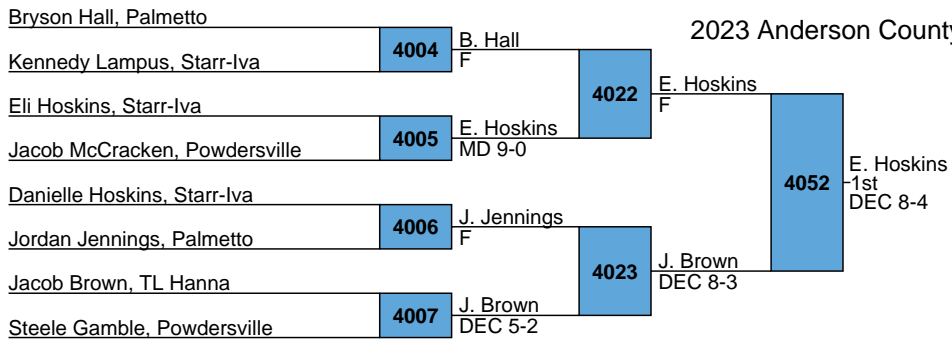 Bryson Hall, Palmetto
2023 Anderson County
4004
B. Hall
F
Kennedy Lampus, Starr-Iva
4022
E. Hoskins
F
Eli Hoskins, Starr-Iva
4005
E. Hoskins
MD 9-0
Jacob McCracken, Powdersville
4052
E. Hoskins
1st
DEC 8-4
Danielle Hoskins, Starr-Iva
4006
J. Jennings
F
Jordan Jennings, Palmetto
4023
J. Brown
DEC 8-3
Jacob Brown, TL Hanna
4007
J. Brown
DEC 5-2
Steele Gamble, Powdersville